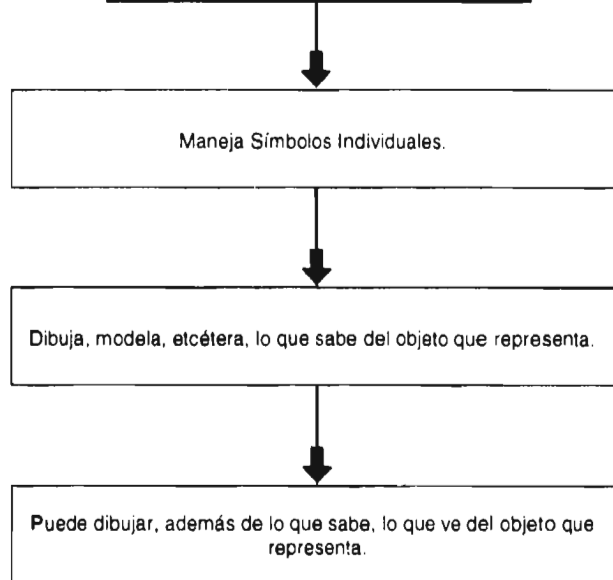 Maneja Símbolos Individuales.
Dibuja, modela, etcétera, lo que sabe del objeto que representa.
Puede dibujar, además de lo que sabe, lo que ve del objeto que
representa.